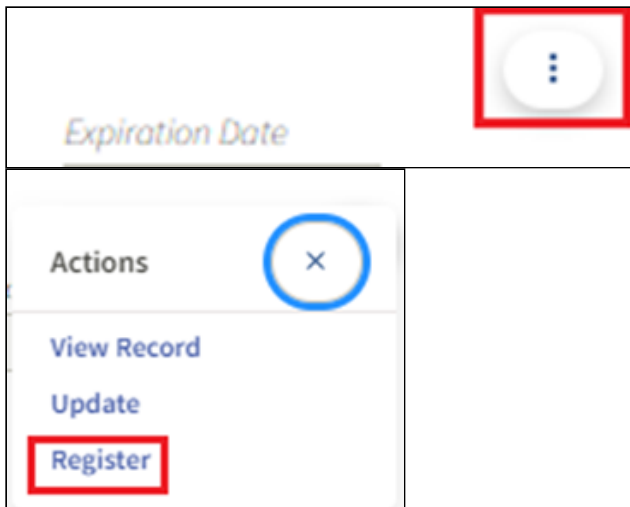 Expiration Date
Actions
View Record
Update
Register